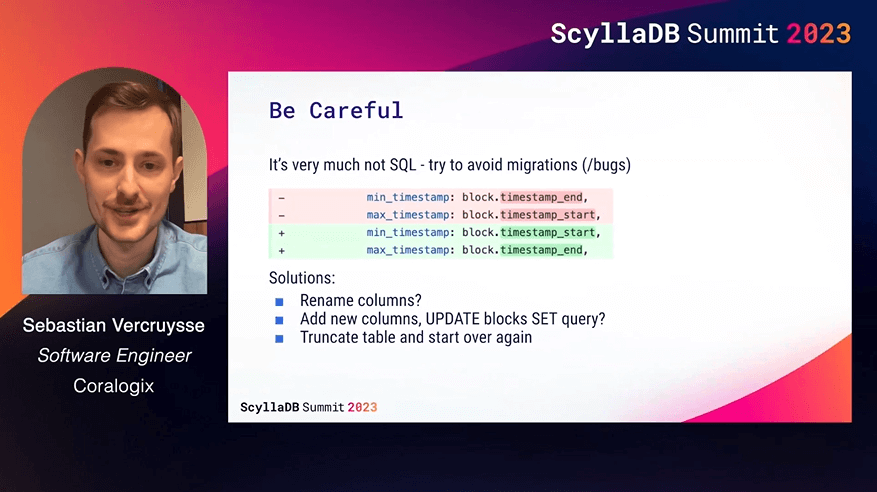 ScyllaDB Summit 2023
Be Careful
It's very much not SQL - try to avoid migrations (/bugs)
- min_timestamp: block.timestamp_end,
- max_timestamp: block.timestamp_start,
+ min_timestamp: block.timestamp_start,
+ max_timestamp: block.timestamp_end,
Solutions:
Rename columns?
Add new columns, UPDATE blocks SET query?
Truncate table and start over again
ScyllaDB Summit 2023
Sebastian Vercruysse
Software Engineer
Coralogix